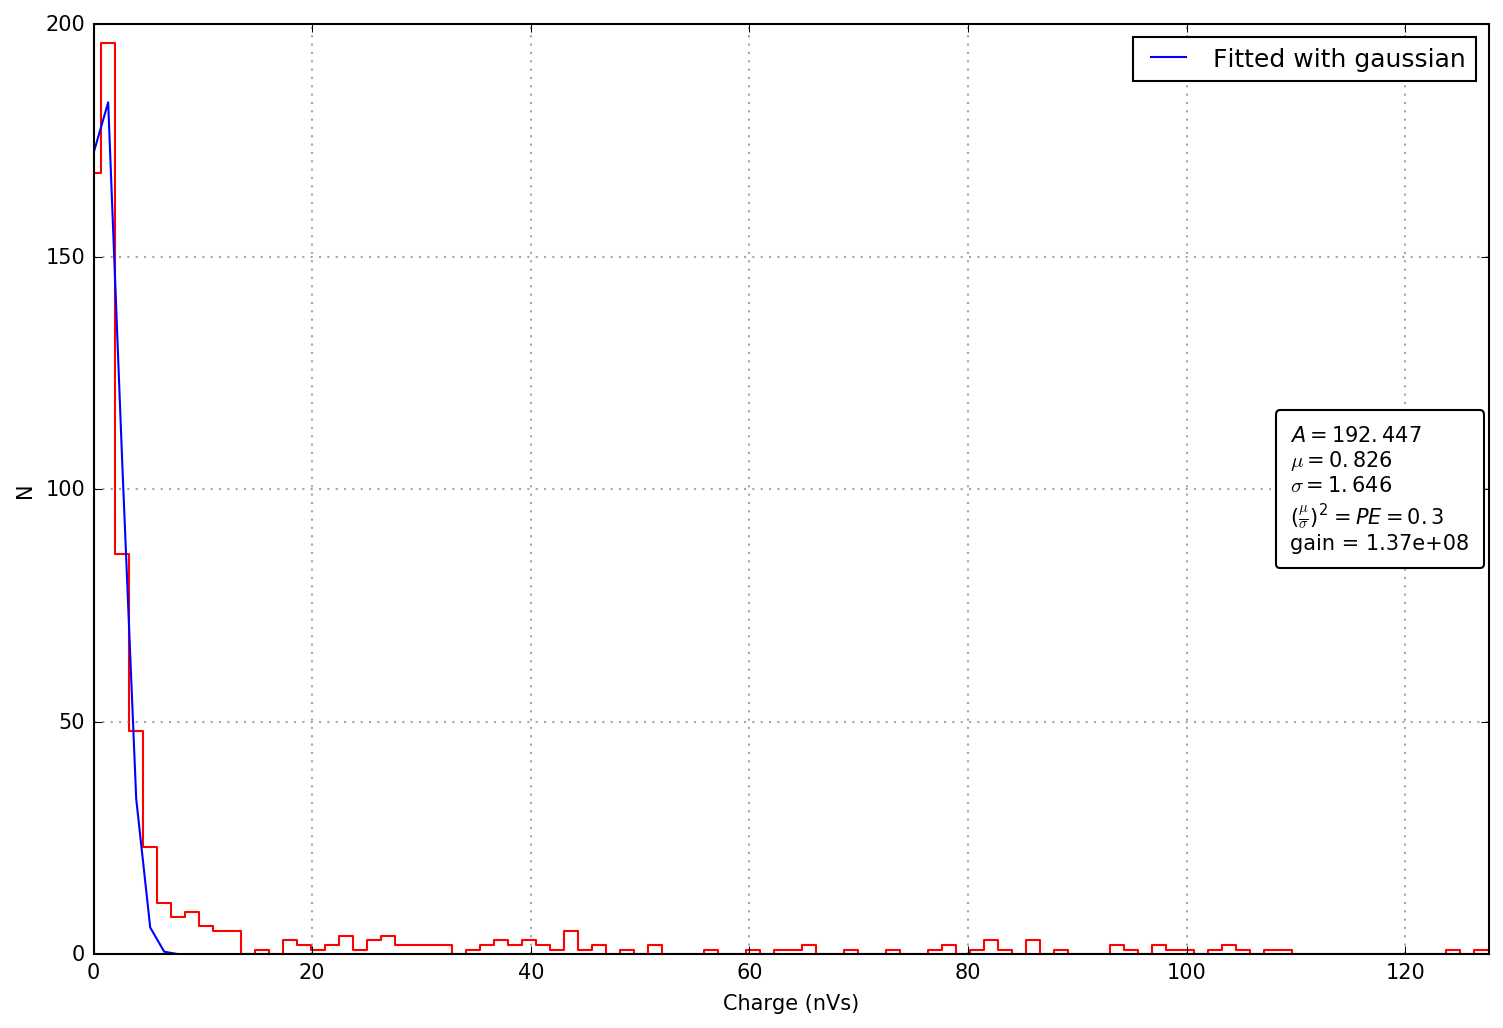 200
150
100
50
0
N
0 20 40 60 80 100 120
Charge (nVs)
Fitted with gaussian
A = 192.447
μ = 0.826
σ = 1.646
(μ/σ)² = PE = 0.3
gain = 1.37e+08